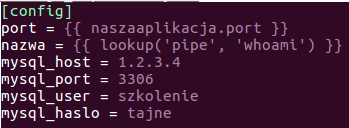 [config]
port = {{ naszaaplikacja.port }}
nazwa = {{ lookup('pipe', 'whoami') }}
mysql_host = 1.2.3.4
mysql_port = 3306
mysql_user = szkolenie
mysql_haslo = tajne